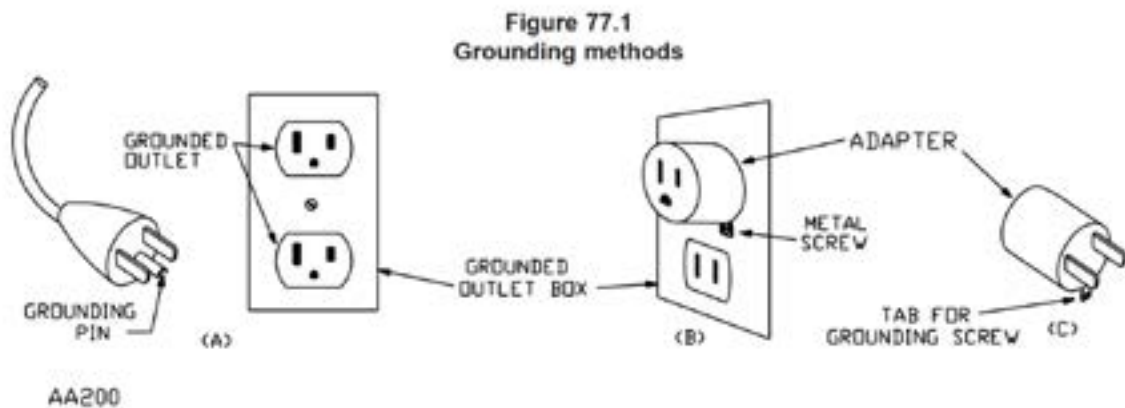 Figure 77.1
Grounding methods
GROUNDED
OUTLET
GROUNDING
PIN
(A)
GROUNDED
OUTLET BOX
ADAPTER
METAL
SCREW
(B)
TAB FOR
GROUNDING SCREW
(C)
AA200